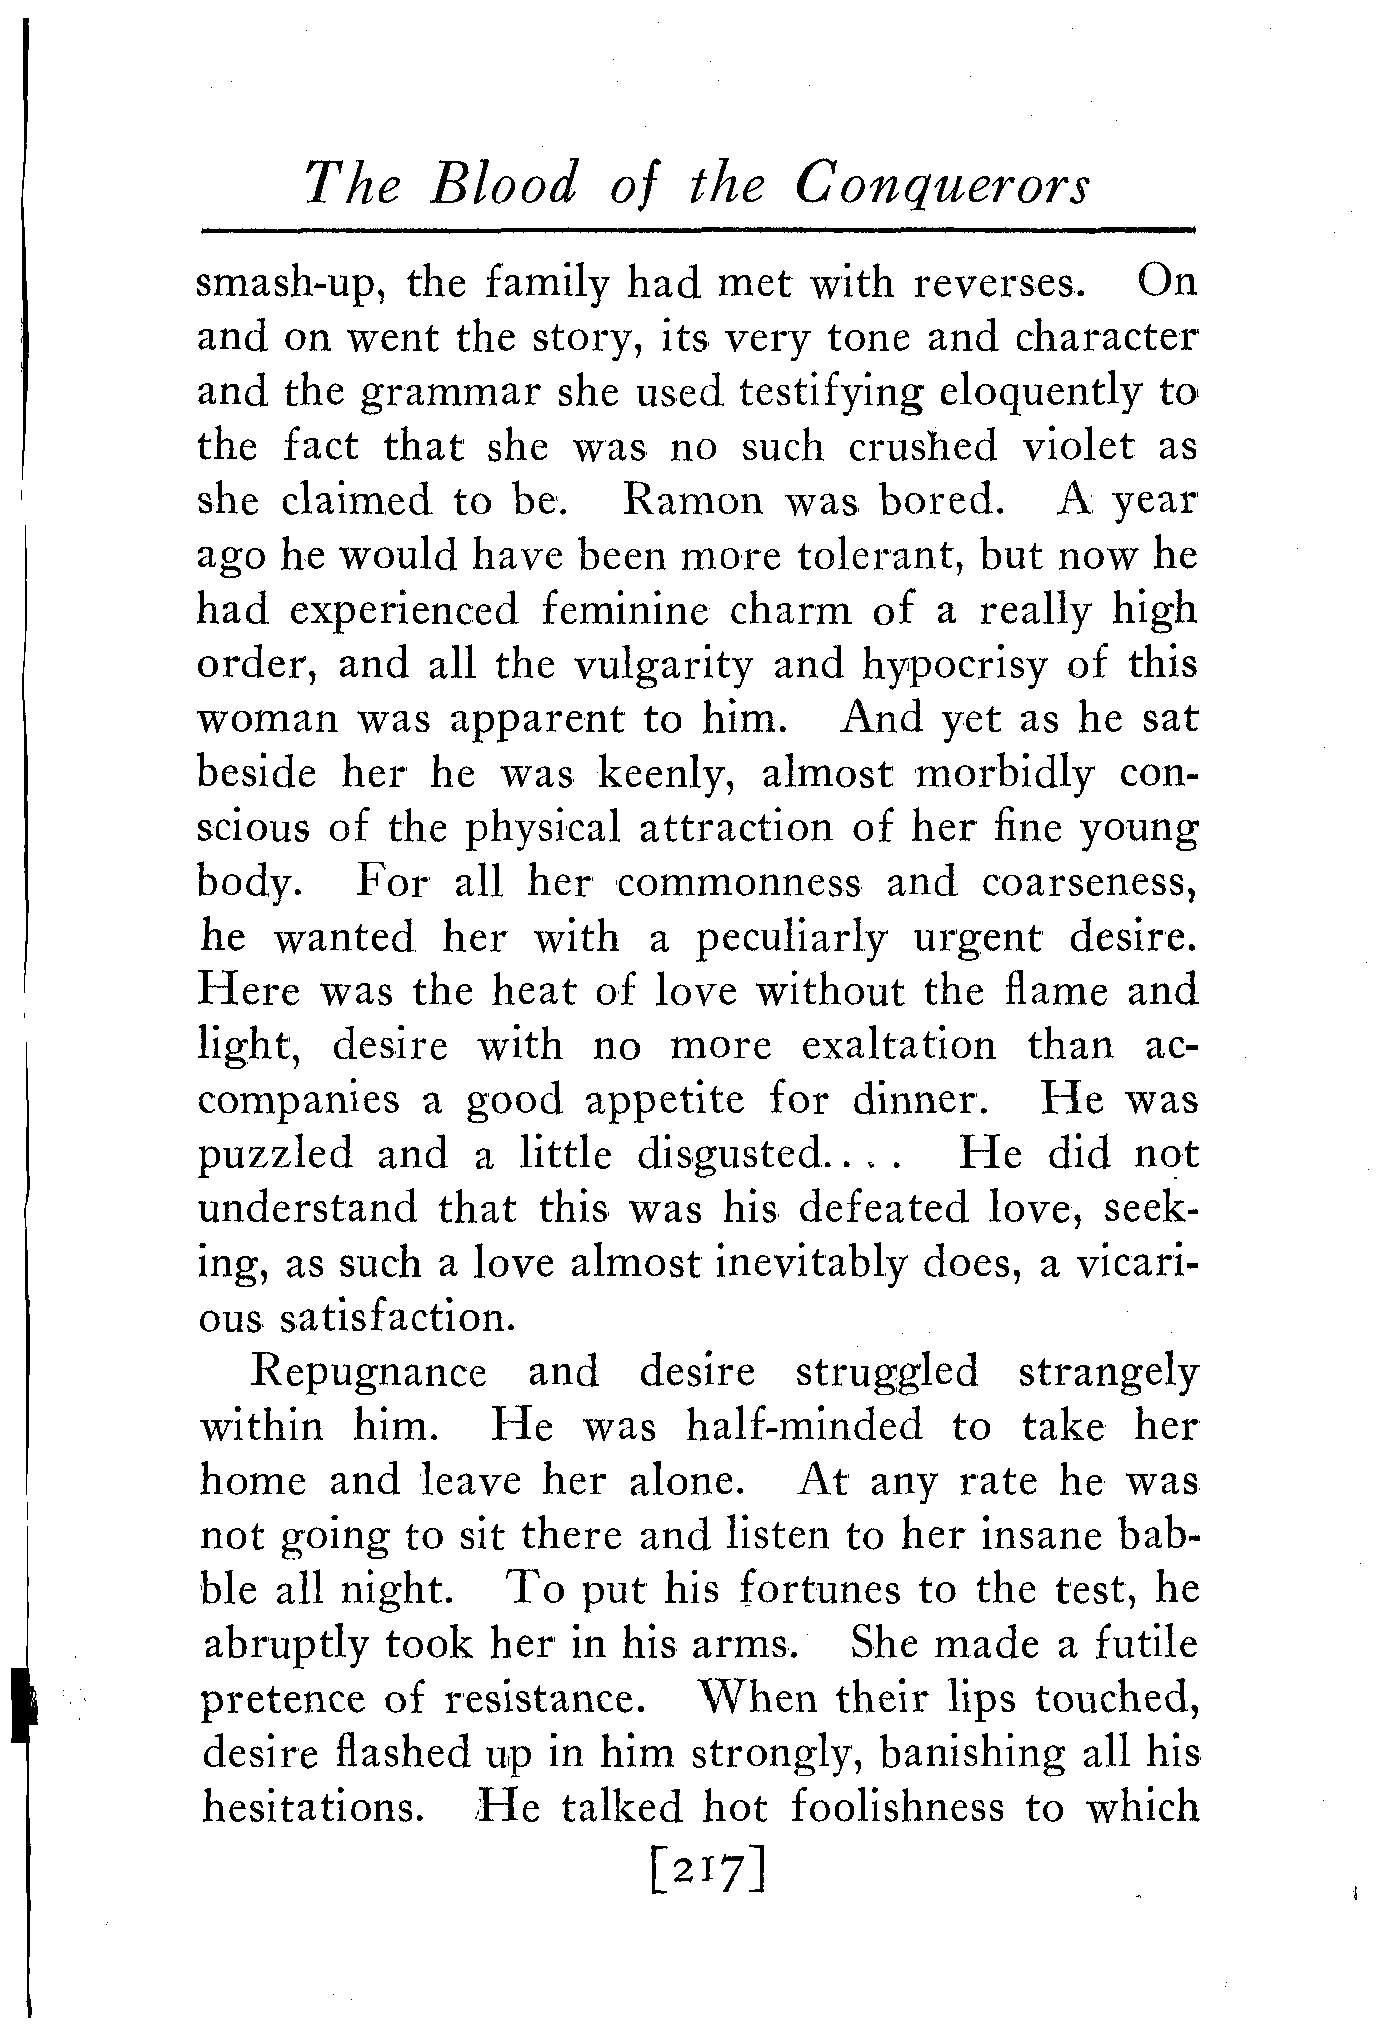 The Blood of the Conquerors
smash-up, the family had met with reverses. On
and on went the story, its very tone and character
and the grammar she used testifying eloquently to
the fact that she was no such crushed violet as
she claimed to be. Ramon was bored. A year
ago he would have been more tolerant, but now he
had experienced feminine charm of a really high
order, and all the vulgarity and hypocrisy of this
woman was apparent to him. And yet as he sat
beside her he was keenly, almost morbidly con-
scious of the physical attraction of her fine young
body. For all her commonness and coarseness,
he wanted her with a peculiarly urgent desire.
Here was the heat of love without the flame and
light, desire with no more exaltation than ac-
companies a good appetite for dinner. He was
puzzled and a little disgusted.... He did not
understand that this was his defeated love, seek-
ing, as such a love almost inevitably does, a vicari-
ous satisfaction.
Repugnance and desire struggled strangely
within him. He was half-minded to take her
home and leave her alone. At any rate he was
not going to sit there and listen to her insane bab-
ble all night. To put his fortunes to the test, he
abruptly took her in his arms. She made a futile
pretence of resistance. When their lips touched,
desire flashed up in him strongly, banishing all his
hesitations. He talked hot foolishness to which
[217]